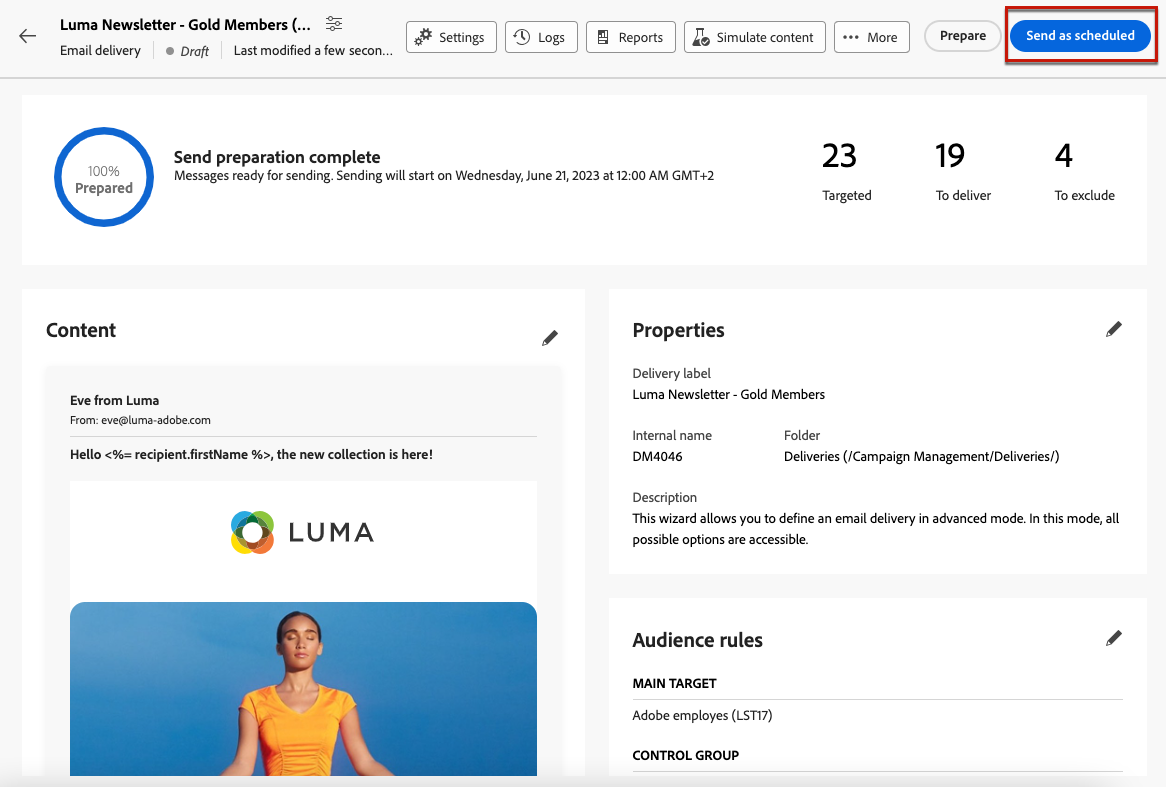 Luma Newsletter - Gold Members (...
Email delivery
Draft
Last modified a few secon...
Settings
Logs
Reports
Simulate content
More
Prepare
Send as scheduled
100%
Prepared
Send preparation complete
Messages ready for sending. Sending will start on Wednesday, June 21, 2023 at 12:00 AM GMT+2
23
Targeted
19
To deliver
4
To exclude
Content
Eve from Luma
From: eve@luma-adobe.com
Hello <%= recipient.firstName %>, the new collection is here!
LUMA
Properties
Delivery label
Luma Newsletter - Gold Members
Internal name
DM4046
Folder
Deliveries (/Campaign Management/Deliveries/)
Description
This wizard allows you to define an email delivery in advanced mode. In this mode, all
possible options are accessible.
Audience rules
MAIN TARGET
Adobe employes (LST17)
CONTROL GROUP